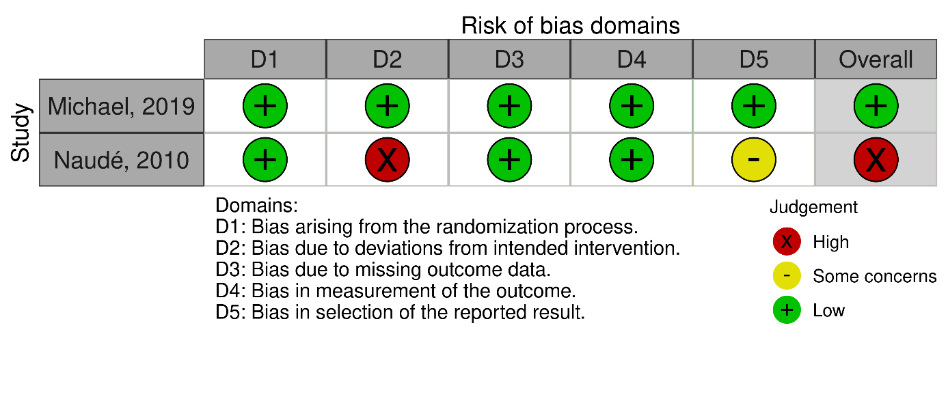 Risk of bias domains
D1 D2 D3 D4 D5 Overall
Study
Michael, 2019 + + + + + +
Naudé, 2010 + X + + - X
Domains:
D1: Bias arising from the randomization process.
D2: Bias due to deviations from intended intervention.
D3: Bias due to missing outcome data.
D4: Bias in measurement of the outcome.
D5: Bias in selection of the reported result.
Judgement
X High
- Some concerns
+ Low